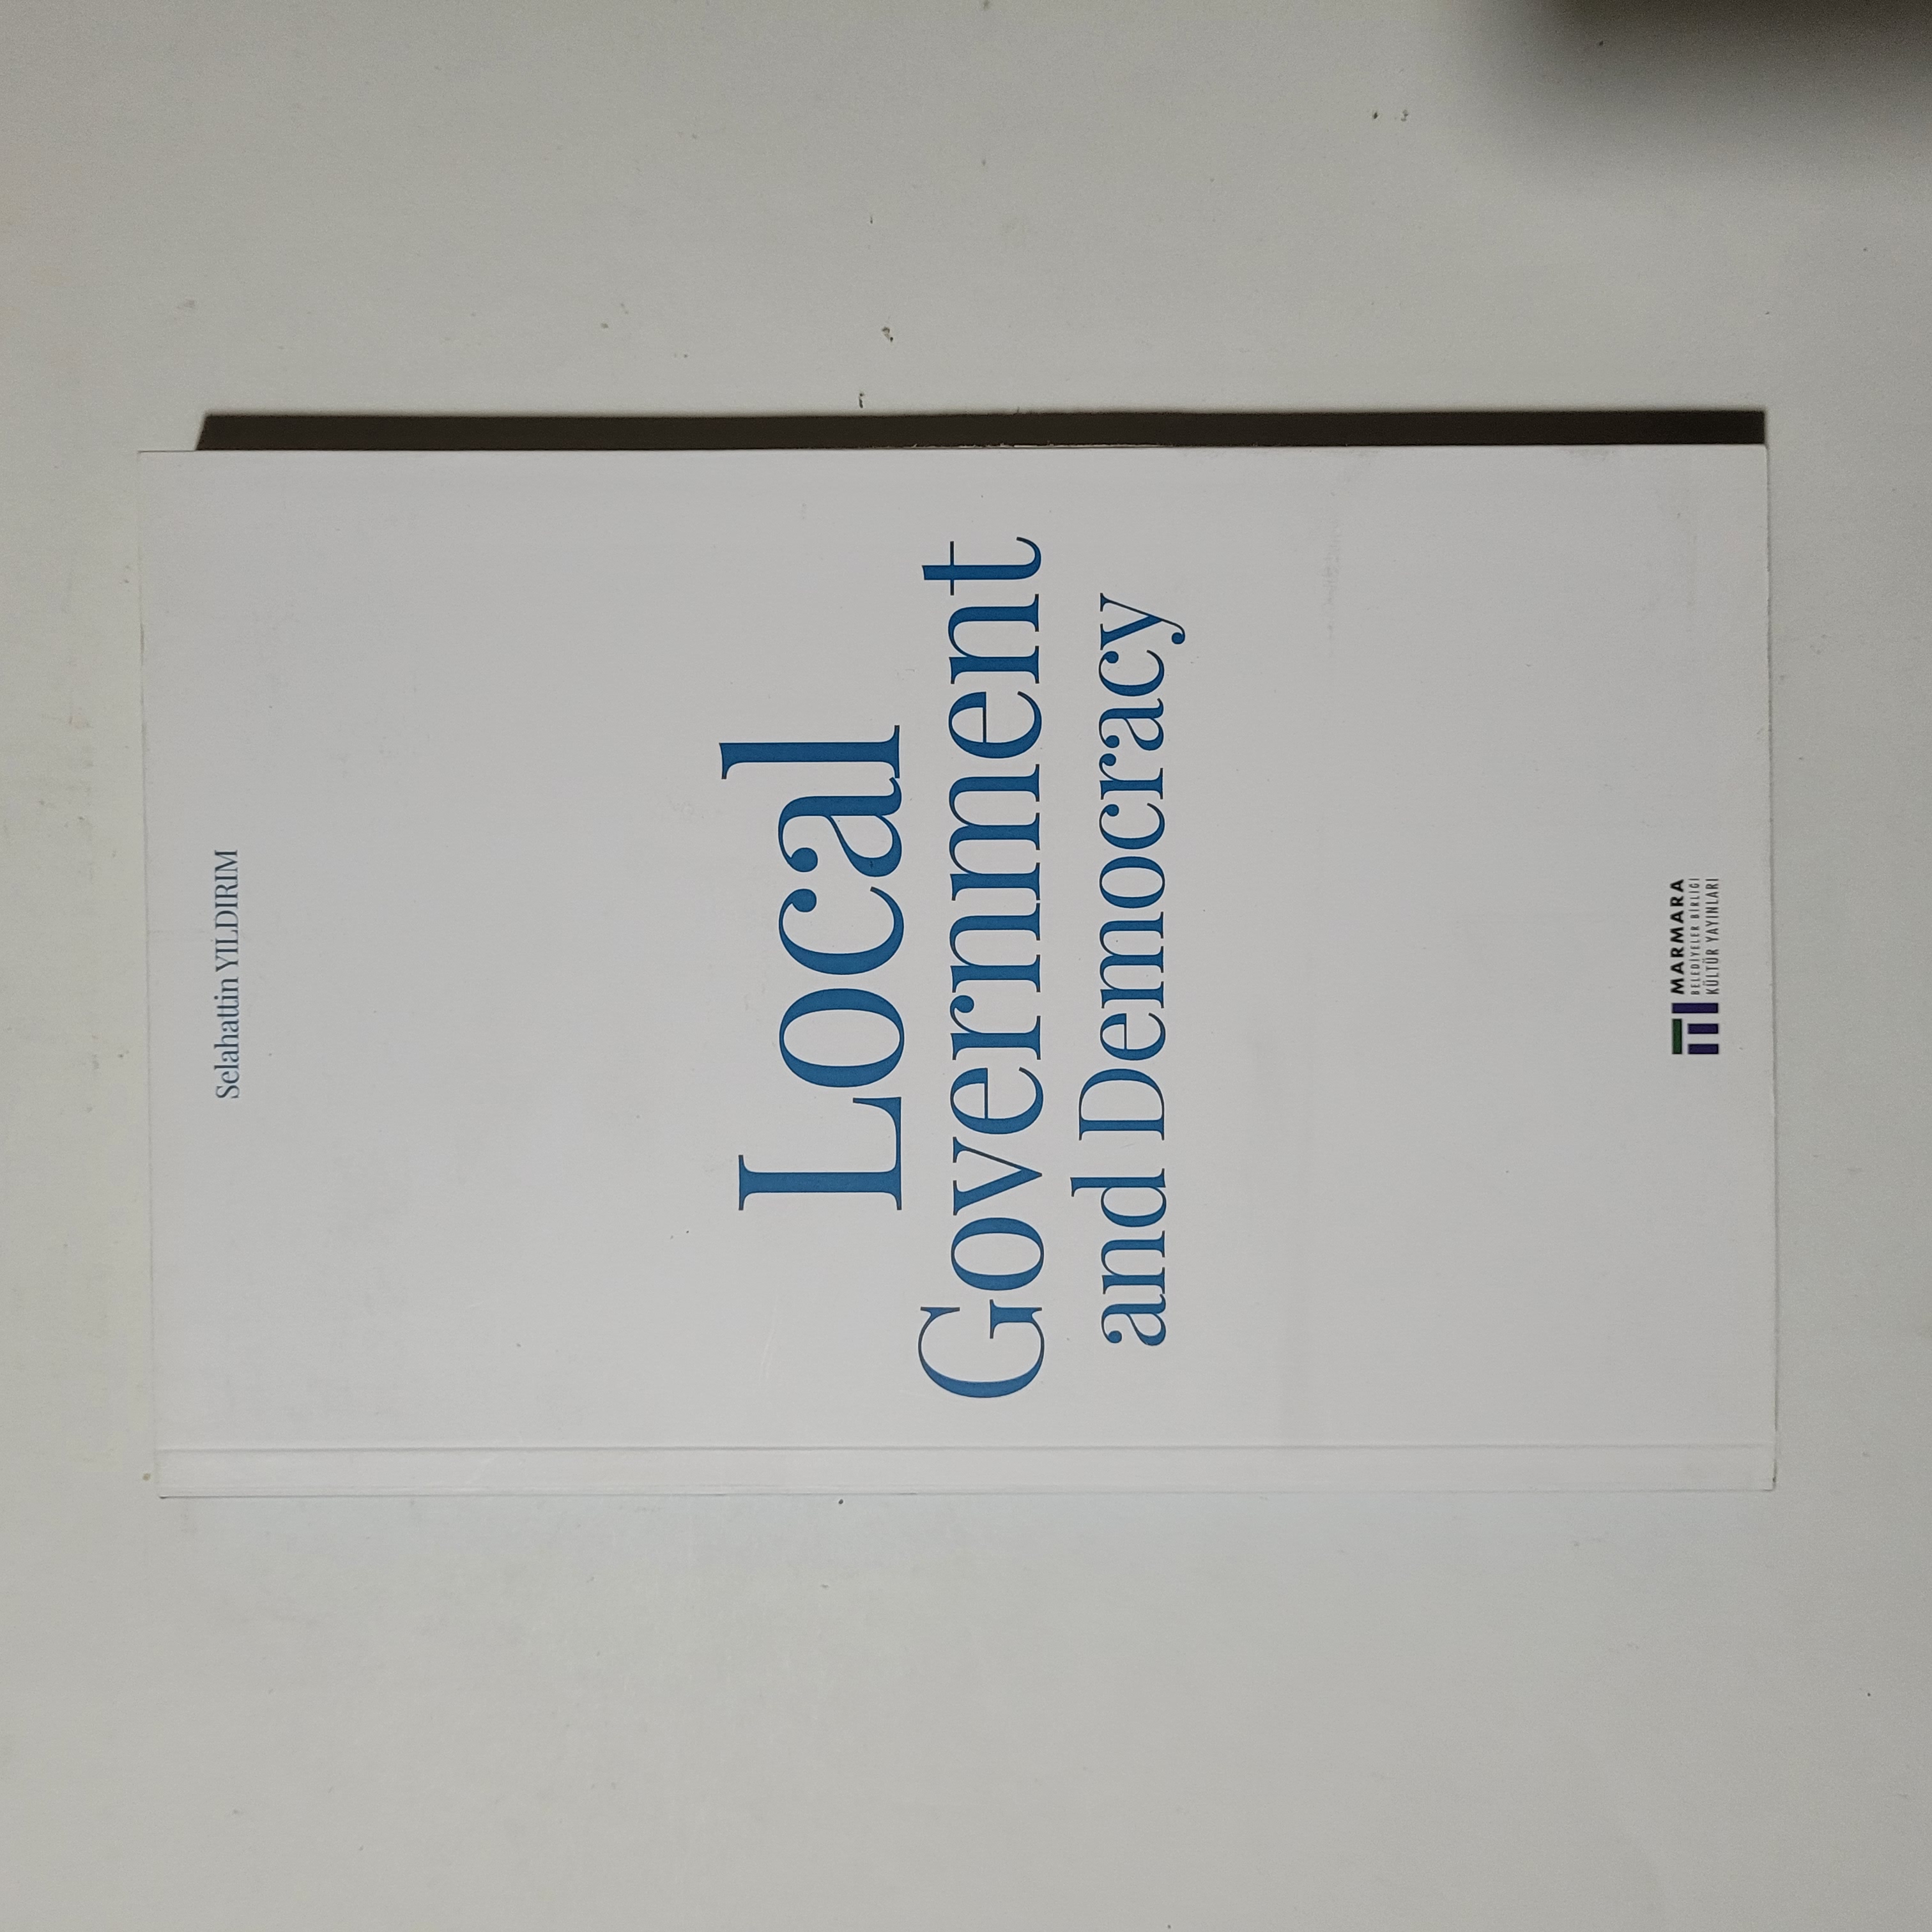 Selahattin YILDIRIM
Local
Government
and Democracy
MARMARA
BELEDİYELER BİRLİĞİ
KÜLTÜR YAYINLARI